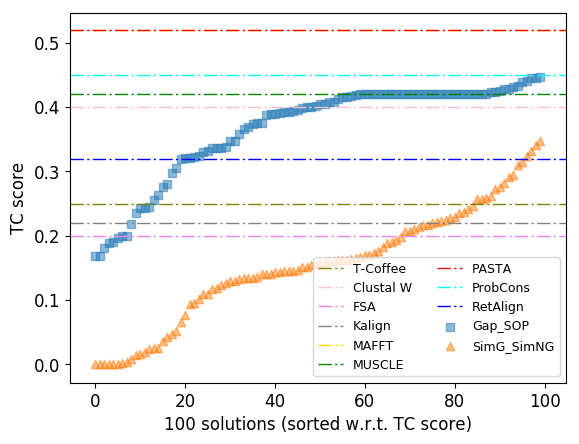 0.5
0.4
0.3
0.2
0.1
0.0
TC score
0
20
40
60
80
100
100 solutions (sorted w.r.t. TC score)
T-Coffee
Clustal W
FSA
Kalign
MAFFT
MUSCLE
PASTA
ProbCons
RetAlign
Gap_SOP
SimG_SimNG